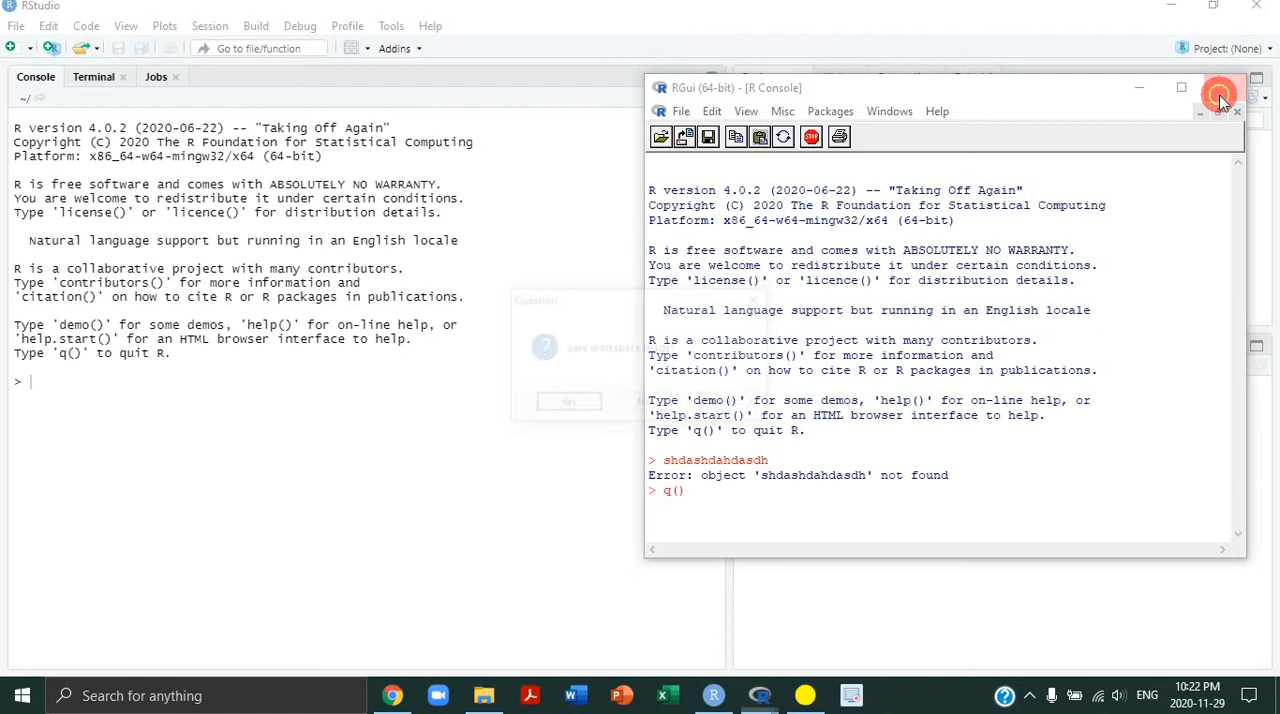 RStudio
File Edit Code View Plots Session Build Debug Profile Tools Help
Go to file/function Addins Project: (None)
Console Terminal Jobs
~/
R version 4.0.2 (2020-06-22) -- "Taking Off Again"
Copyright (C) 2020 The R Foundation for Statistical Computing
Platform: x86_64-w64-mingw32/x64 (64-bit)
R is free software and comes with ABSOLUTELY NO WARRANTY.
You are welcome to redistribute it under certain conditions.
Type 'license()' or 'licence()' for distribution details.
Natural language support but running in an English locale
R is a collaborative project with many contributors.
Type 'contributors()' for more information and
'citation()' on how to cite R or R packages in publications.
Type 'demo()' for some demos, 'help()' for on-line help, or
'help.start()' for an HTML browser interface to help.
Type 'q()' to quit R.
>
RGui (64-bit) - [R Console]
File Edit View Misc Packages Windows Help
STOP
R version 4.0.2 (2020-06-22) -- "Taking Off Again"
Copyright (C) 2020 The R Foundation for Statistical Computing
Platform: x86_64-w64-mingw32/x64 (64-bit)
R is free software and comes with ABSOLUTELY NO WARRANTY.
You are welcome to redistribute it under certain conditions.
Type 'license()' or 'licence()' for distribution details.
Natural language support but running in an English locale
R is a collaborative project with many contributors.
Type 'contributors()' for more information and
'citation()' on how to cite R or R packages in publications.
Type 'demo()' for some demos, 'help()' for on-line help, or
'help.start()' for an HTML browser interface to help.
Type 'q()' to quit R.
> shdashdahdasdh
Error: object 'shdashdahdasdh' not found
> q()
Question
Save workspace
Yes
Search for anything
ENG
10:22 PM
2020-11-29